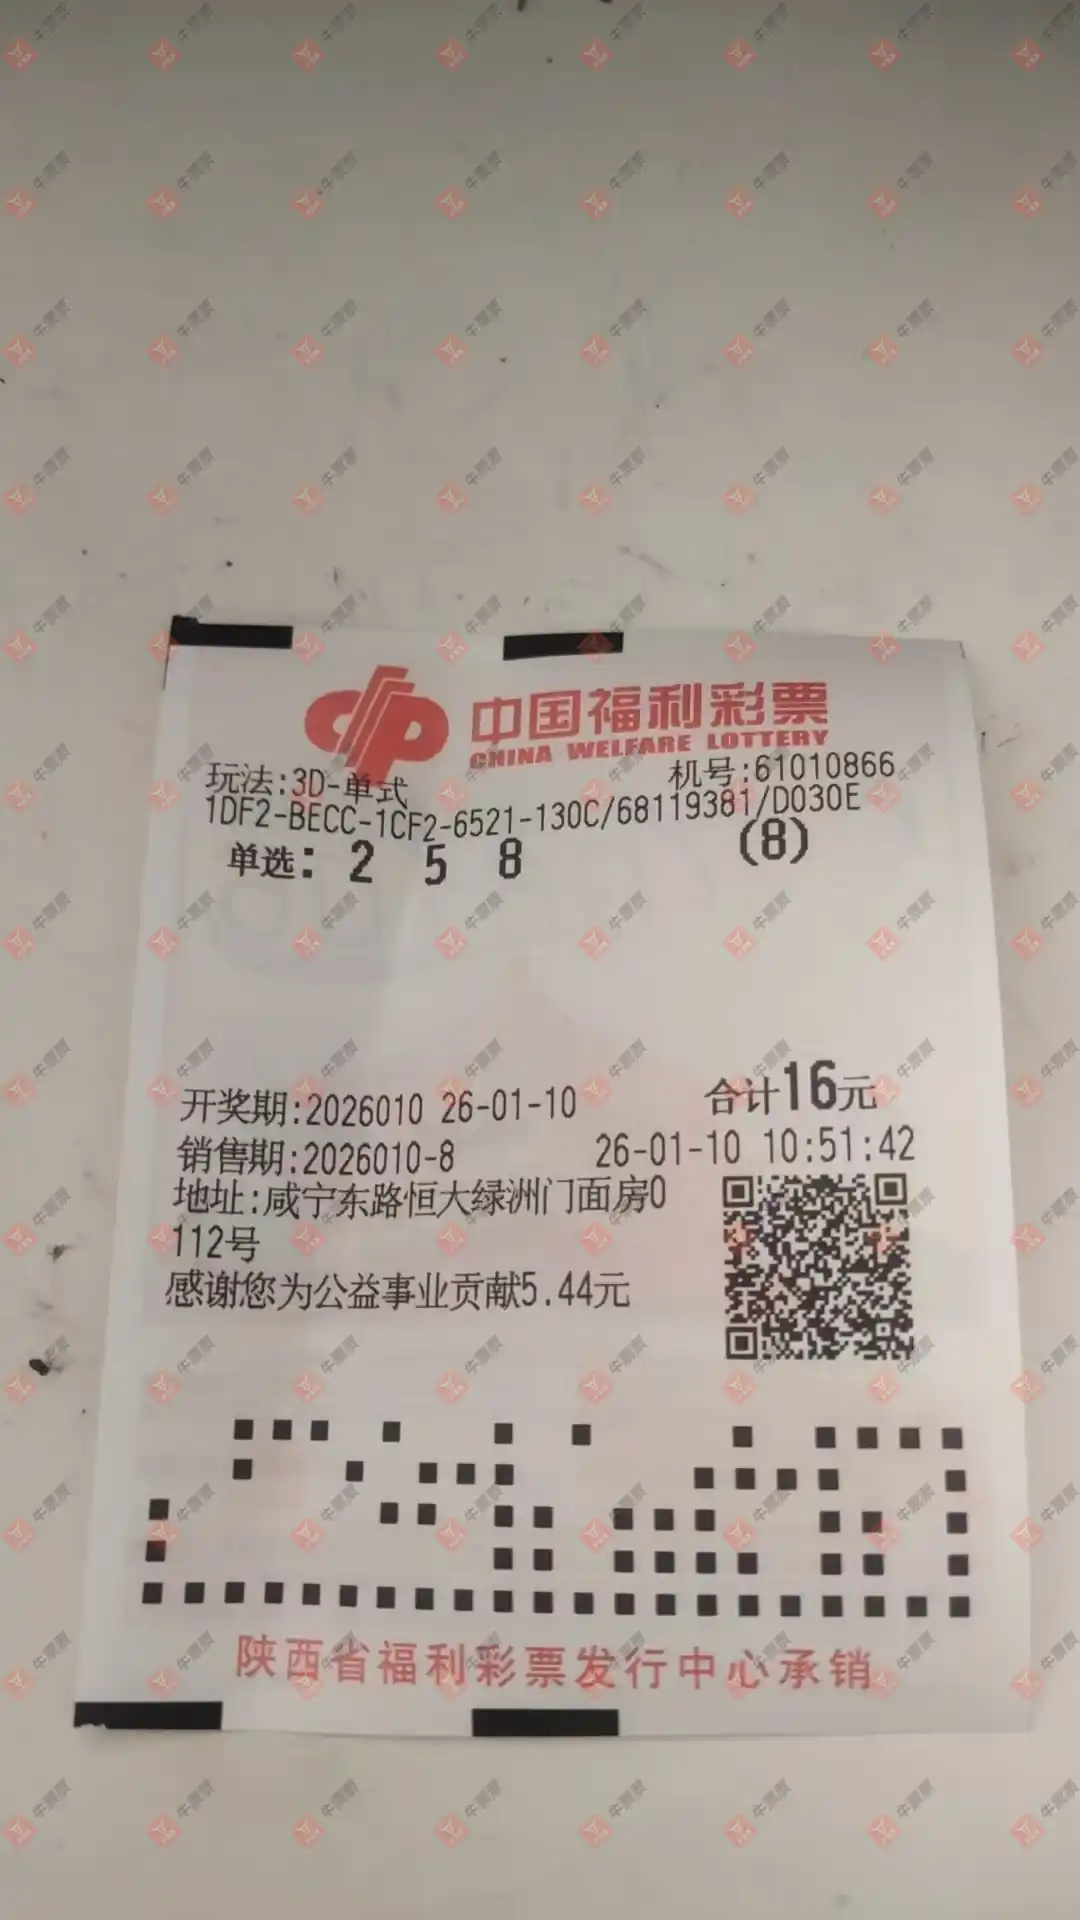 中国福利彩票
CHINA WELFARE LOTTERY
玩法:3D-单式 机号:61010866
1DF2-BECC-1CF2-6521-130C/68119381/D030E
单选: 2 5 8 (8)
开奖期:2026010 26-01-10 合计16元
销售期:2026010-8 26-01-10 10:51:42
地址:咸宁东路恒大绿洲门面房0
112号
感谢您为公益事业贡献5.44元
陕西省福利彩票发行中心承销
牛票票